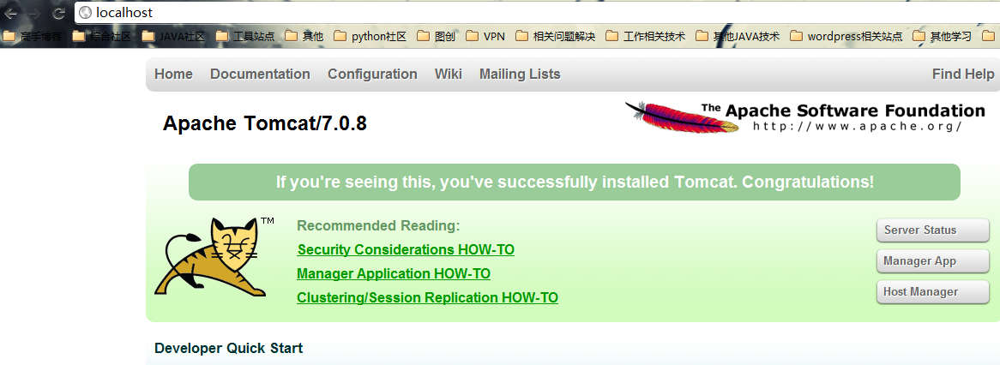 localhost
高手博客 综合社区 JAVA社区 工具站点 其他 python社区 图创 VPN 相关问题解决 工作相关技术 其他JAVA技术 wordpress相关站点 其他学习
Home Documentation Configuration Wiki Mailing Lists Find Help
Apache Tomcat/7.0.8
The Apache Software Foundation
http://www.apache.org/
If you're seeing this, you've successfully installed Tomcat. Congratulations!
TM
Recommended Reading:
Security Considerations HOW-TO
Manager Application HOW-TO
Clustering/Session Replication HOW-TO
Server Status
Manager App
Host Manager
Developer Quick Start